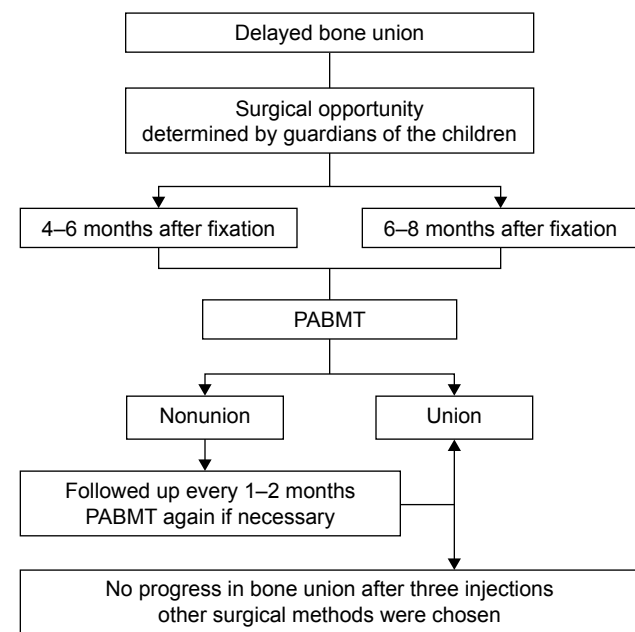 Delayed bone union
Surgical opportunity
determined by guardians of the children
4–6 months after fixation
6–8 months after fixation
PABMT
Nonunion
Union
Followed up every 1–2 months
PABMT again if necessary
No progress in bone union after three injections
other surgical methods were chosen